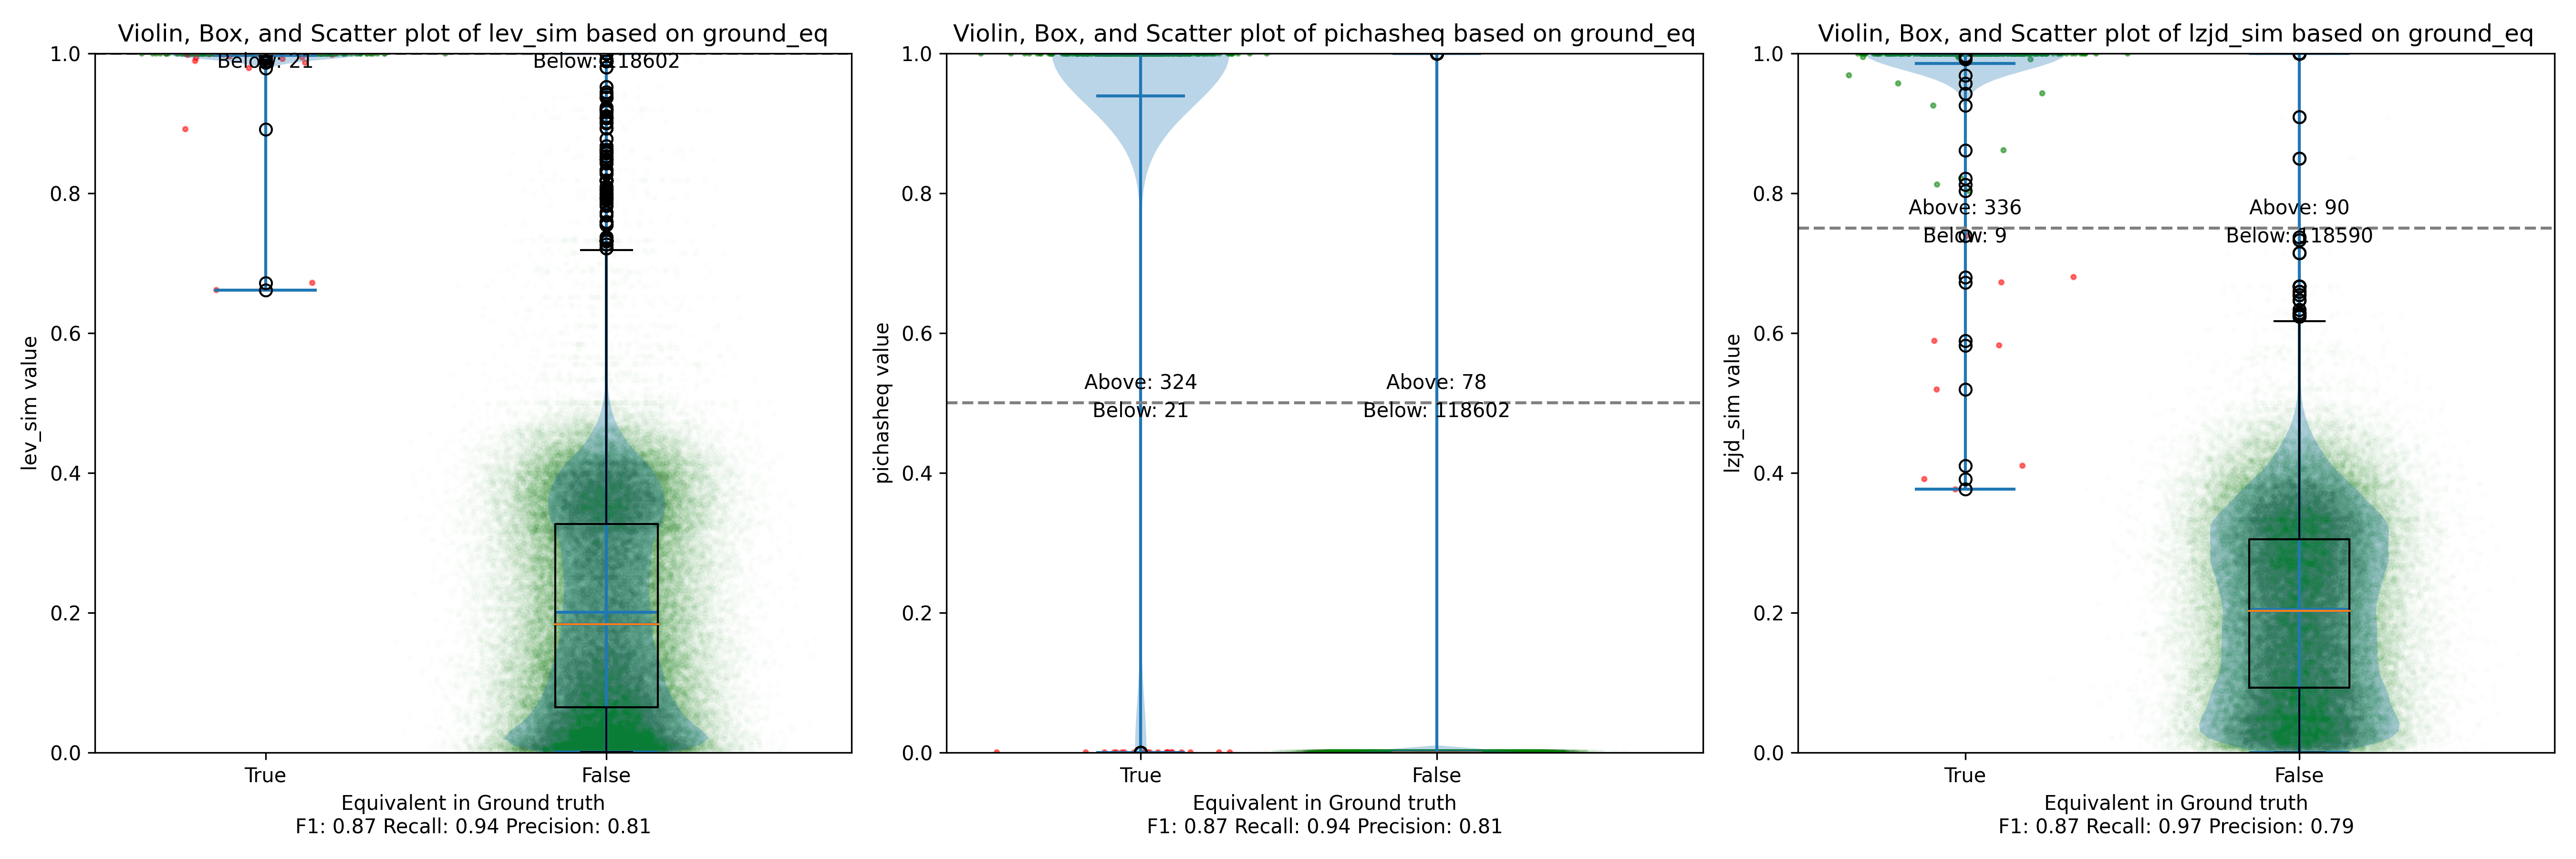 Violin, Box, and Scatter plot of lev_sim based on ground_eq
1.0
0.8
0.6
0.4
0.2
0.0
lev_sim value
Below: 21
Below: 118602
True
False
Equivalent in Ground truth
F1: 0.87 Recall: 0.94 Precision: 0.81
Violin, Box, and Scatter plot of pichasheq based on ground_eq
1.0
0.8
0.6
0.4
0.2
0.0
pichasheq value
Above: 324
Below: 21
Above: 78
Below: 118602
True
False
Equivalent in Ground truth
F1: 0.87 Recall: 0.94 Precision: 0.81
Violin, Box, and Scatter plot of lzjd_sim based on ground_eq
1.0
0.8
0.6
0.4
0.2
0.0
lzjd_sim value
Above: 336
Below: 9
Above: 90
Below: 118590
True
False
Equivalent in Ground truth
F1: 0.87 Recall: 0.97 Precision: 0.79